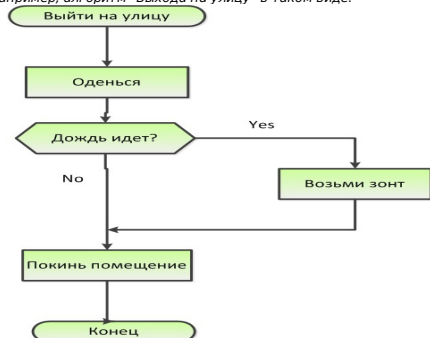 например, алгоритм "Выхода на улицу" в таком виде:
Выйти на улицу
Оденься
Дождь идет?
Yes
No
Возьми зонт
Покинь помещение
Конец